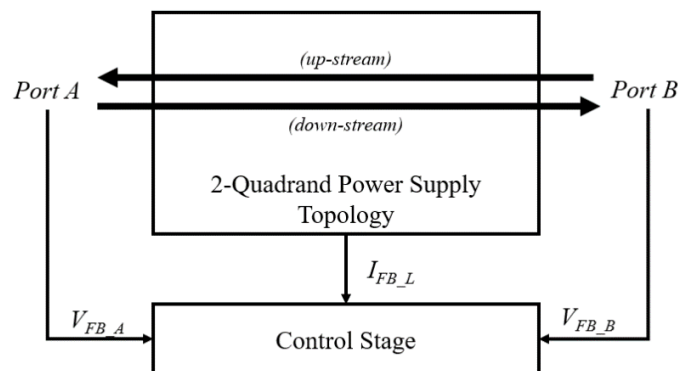 (up-stream)
Port A
Port B
(down-stream)
2-Quadrand Power Supply
Topology
I_FB_L
V_FB_A
V_FB_B
Control Stage